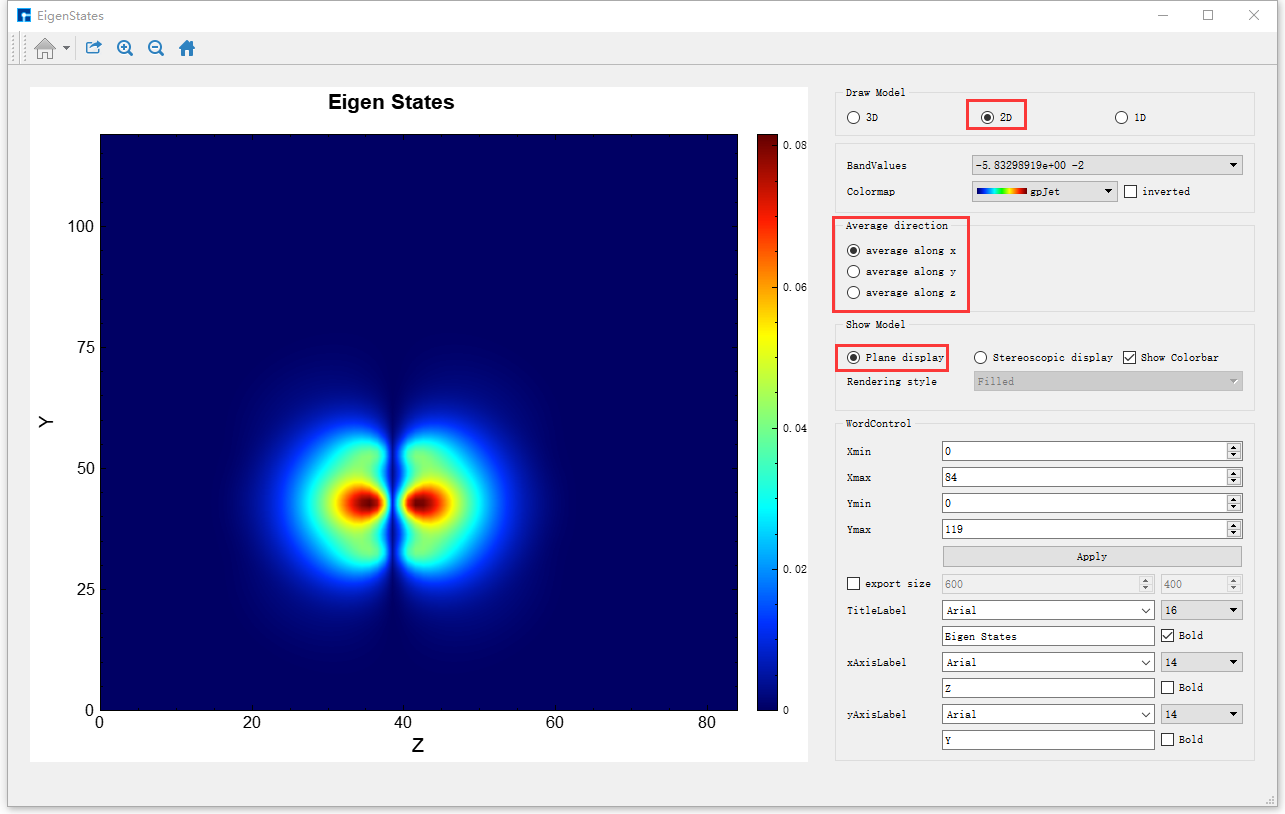 EigenStates
Eigen States
0.08
0.06
0.04
0.02
0
100
75
50
25
0
Y
0 20 40 60 80
Z
Draw Model
3D 2D 1D
BandValues -5.83298919e+00 -2
Colormap gpJet inverted
Average direction
average along x
average along y
average along z
Show Model
Plane display Stereoscopic display Show Colorbar
Rendering style Filled
WordControl
Xmin 0
Xmax 84
Ymin 0
Ymax 119
Apply
export size 600 400
TitleLabel Arial 16
Eigen States Bold
xAxisLabel Arial 14
Z Bold
yAxisLabel Arial 14
Y Bold